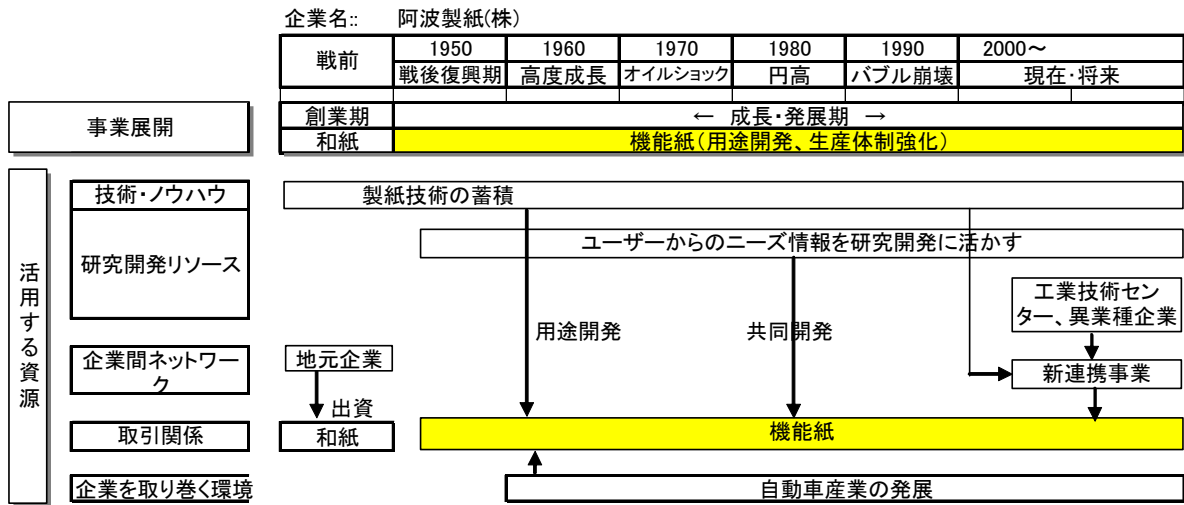 企業名:: 阿波製紙(株)
戦前 1950 1960 1970 1980 1990 2000～
戦後復興期 高度成長 オイルショック 円高 バブル崩壊 現在・将来
事業展開 創業期 ← 成長・発展期 →
和紙 機能紙(用途開発、生産体制強化)
活用する資源
技術・ノウハウ 製紙技術の蓄積
研究開発リソース ユーザーからのニーズ情報を研究開発に活かす
工業技術セン
ター、異業種企業
用途開発 共同開発
企業間ネットワー
ク
地元企業 新連携事業
出資
取引関係 和紙 機能紙
企業を取り巻く環境 自動車産業の発展